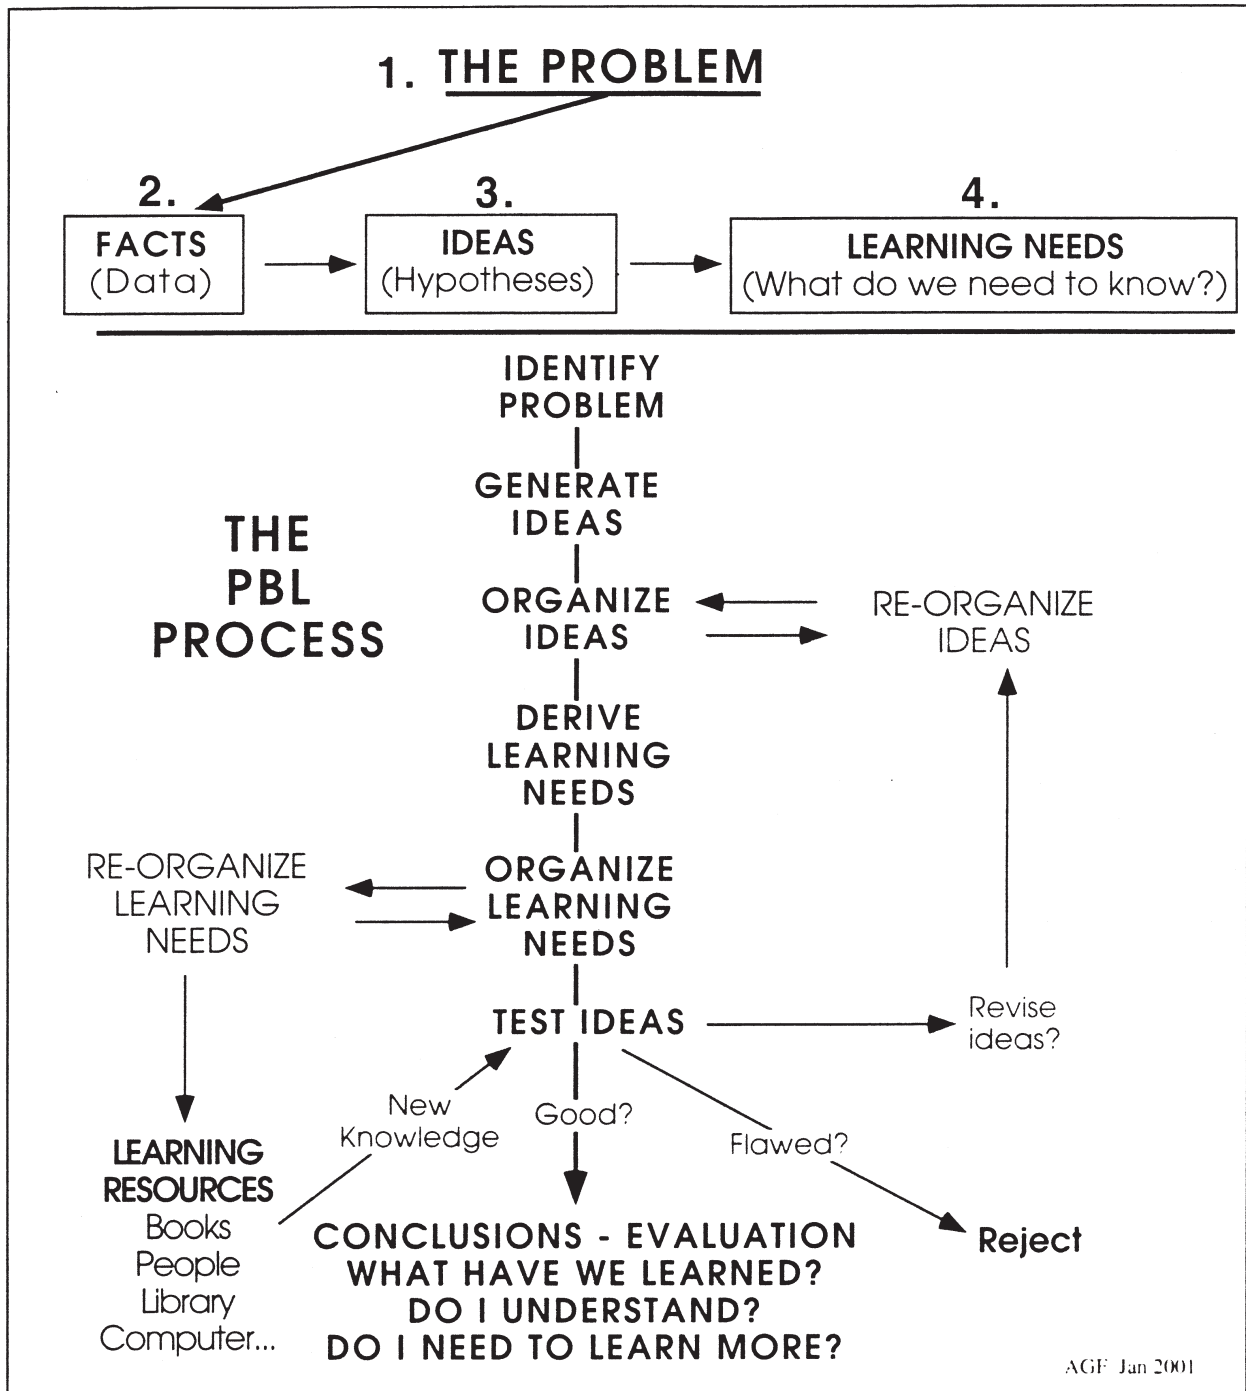 1. THE PROBLEM
2.
3.
4.
FACTS
(Data)
IDEAS
(Hypotheses)
LEARNING NEEDS
(What do we need to know?)
IDENTIFY
PROBLEM
GENERATE
IDEAS
THE
PBL
PROCESS
ORGANIZE
IDEAS
RE-ORGANIZE
IDEAS
DERIVE
LEARNING
NEEDS
RE-ORGANIZE
LEARNING
NEEDS
ORGANIZE
LEARNING
NEEDS
TEST IDEAS
Revise
ideas?
New
Knowledge
Good?
Flawed?
LEARNING
RESOURCES
Books
People
Library
Computer...
CONCLUSIONS - EVALUATION
WHAT HAVE WE LEARNED?
DO I UNDERSTAND?
DO I NEED TO LEARN MORE?
Reject
AGF Jan 2001